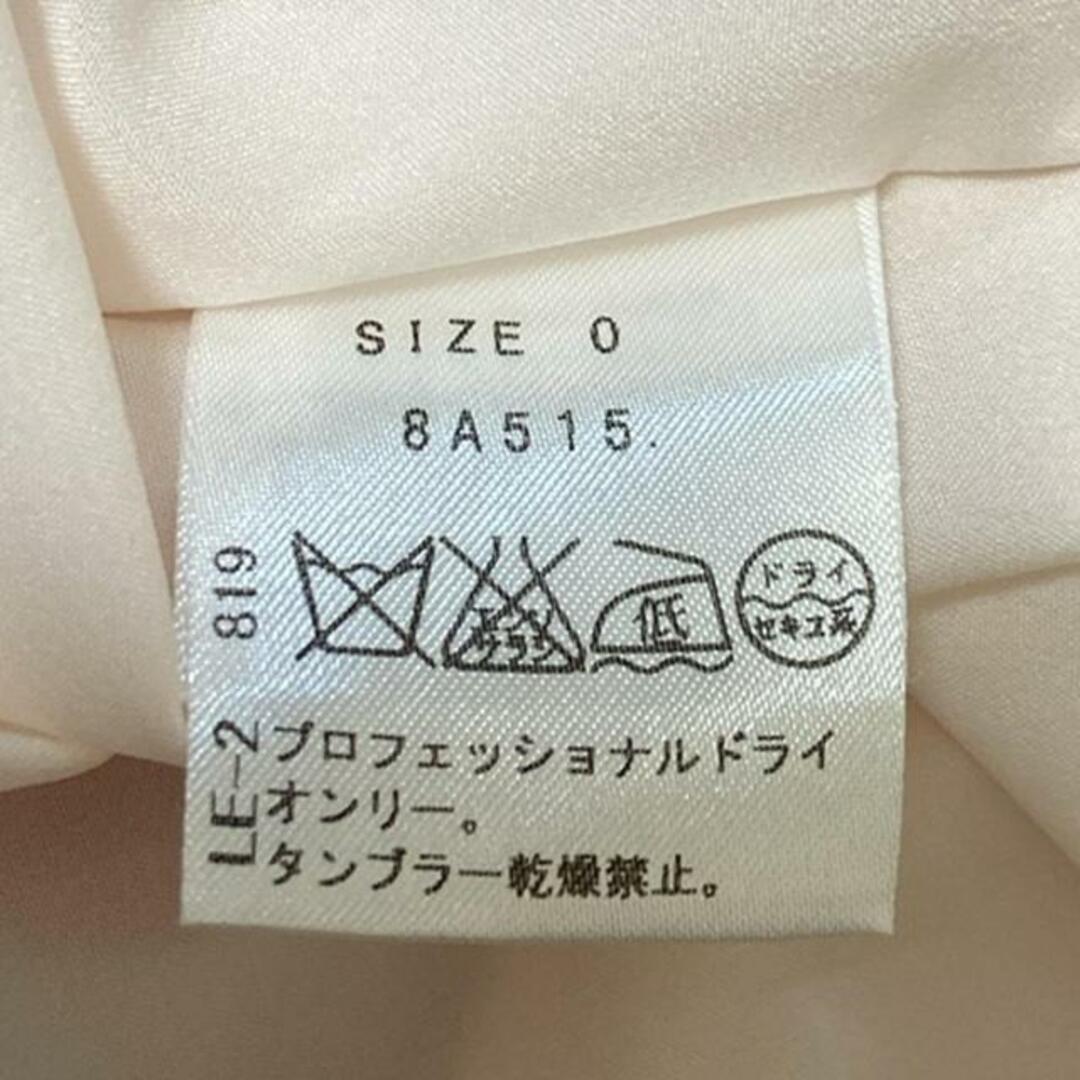 SIZE 0
8A515.
エンソ
サラシ
低
ドライ
セキユ系
プロフェッショナルドライ
オンリー。
タンブラー乾燥禁止。
LE-2 819